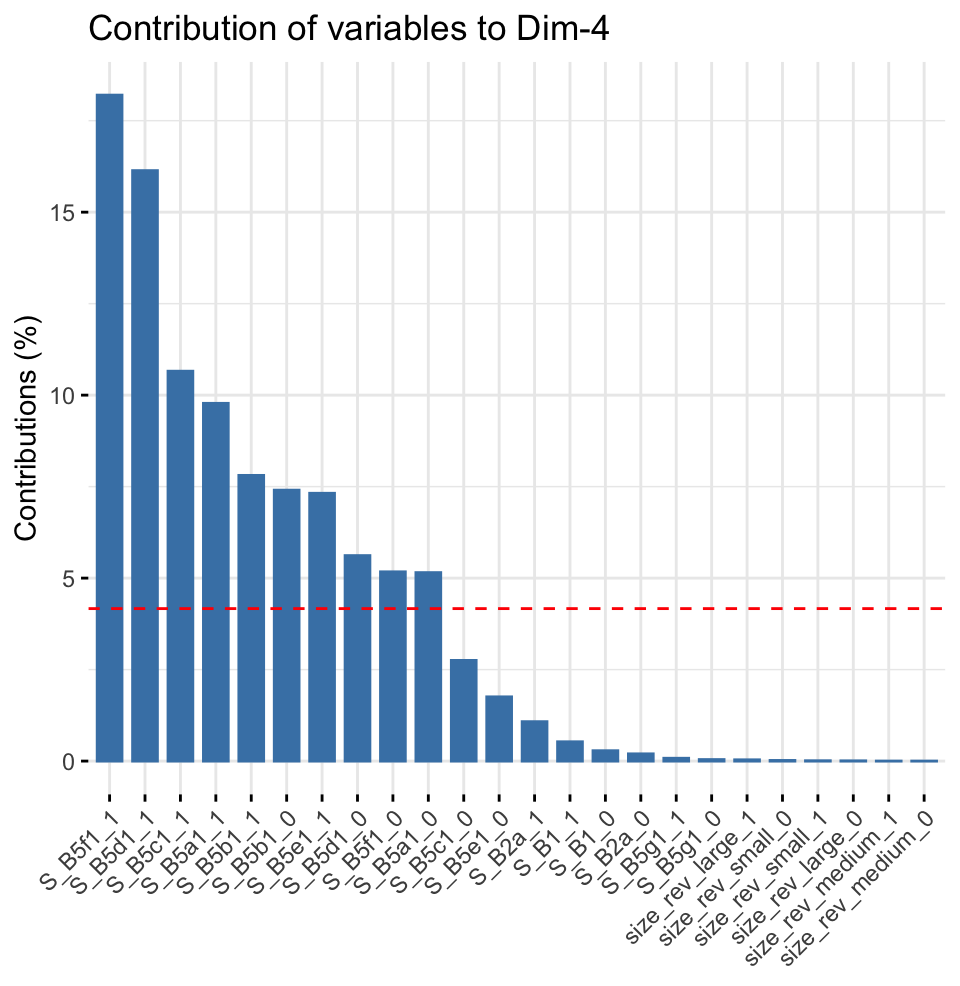 Contribution of variables to Dim-4
Contributions (%)
15
10
5
0
S_B5f1_1
S_B5d1_1
S_B5c1_1
S_B5a1_1
S_B5b1_1
S_B5b1_0
S_B5e1_1
S_B5d1_0
S_B5f1_0
S_B5a1_0
S_B5c1_0
S_B5e1_0
S_B2a_1
S_B1_1
S_B1_0
S_B2a_0
S_B5g1_1
S_B5g1_0
size_rev_large_1
size_rev_small_0
size_rev_small_1
size_rev_large_0
size_rev_medium_1
size_rev_medium_0